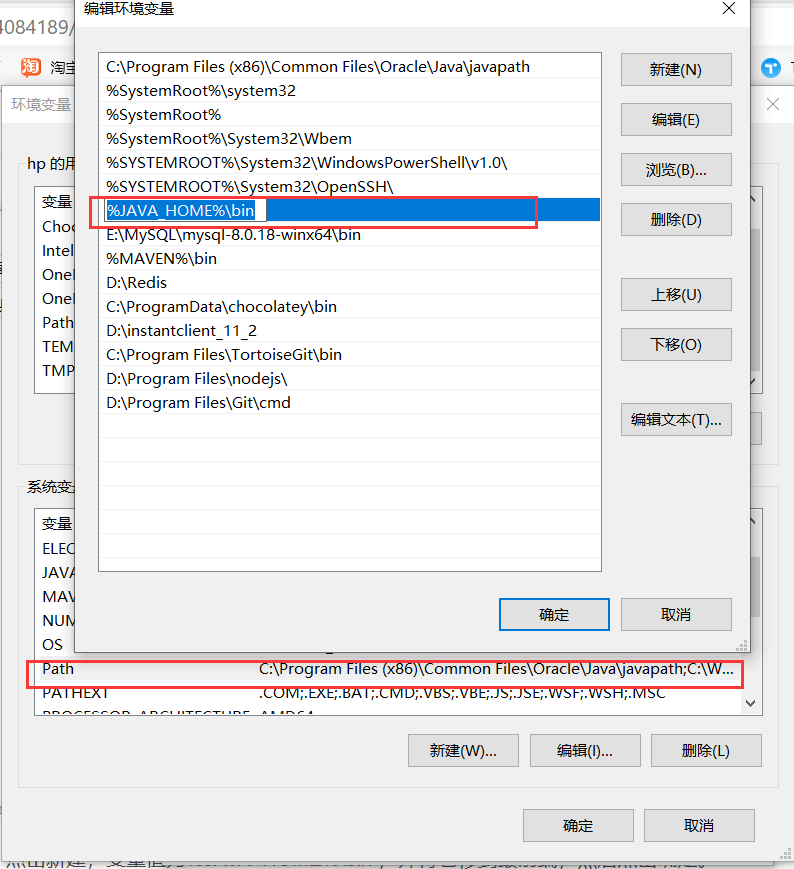 编辑环境变量
4084189/
淘宝
T
环境变量
hp 的用
变量
Choc
Intel
One
One
Path
TEM
TMP
C:\Program Files (x86)\Common Files\Oracle\Java\javapath
%SystemRoot%\system32
%SystemRoot%
%SystemRoot%\System32\Wbem
%SYSTEMROOT%\System32\WindowsPowerShell\v1.0\
%SYSTEMROOT%\System32\OpenSSH\
%JAVA_HOME%\bin
E:\MySQL\mysql-8.0.18-winx64\bin
%MAVEN%\bin
D:\Redis
C:\ProgramData\chocolatey\bin
D:\instantclient_11_2
C:\Program Files\TortoiseGit\bin
D:\Program Files\nodejs\
D:\Program Files\Git\cmd
新建(N)
编辑(E)
浏览(B)...
删除(D)
上移(U)
下移(O)
编辑文本(T)...
确定
取消
系统变
变量
ELEC
JAVA
MAV
NUM
OS
Path C:\Program Files (x86)\Common Files\Oracle\Java\javapath;C:\W...
PATHEXT .COM;.EXE;.BAT;.CMD;.VBS;.VBE;.JS;.JSE;.WSF;.WSH;.MSC
PROCESSOR_ARCHITECTURE AMD64
新建(W)...
编辑(I)...
删除(L)
确定
取消